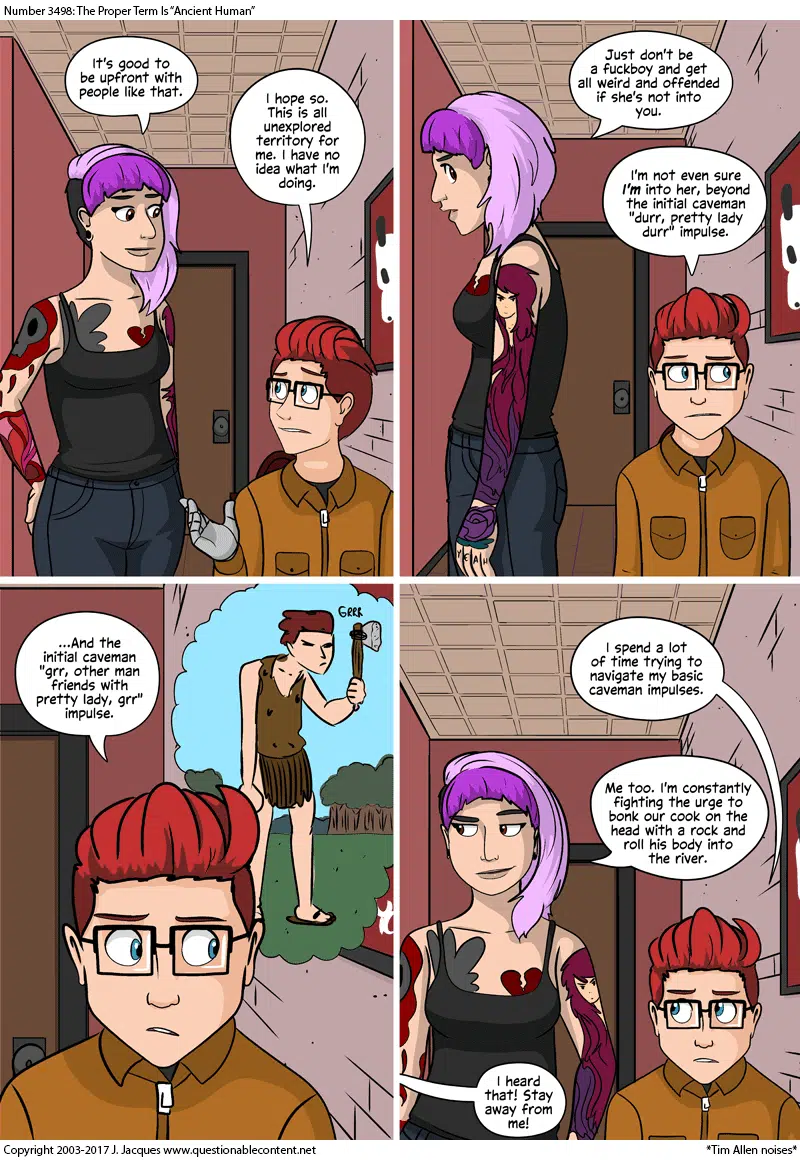 Number 3498: The Proper Term Is "Ancient Human"
It's good to
be upfront with
people like that.
I hope so.
This is all
unexplored
territory for
me. I have no
idea what I'm
doing.
Just don't be
a fuckboy and get
all weird and offended
if she's not into
you.
I'm not even sure
I'm into her, beyond
the initial caveman
"durr, pretty lady
durr" impulse.
YEAH
...And the
initial caveman
"grr, other man
friends with
pretty lady, grr"
impulse.
GRRR
I spend a lot
of time trying to
navigate my basic
caveman impulses.
Me too. I'm constantly
fighting the urge to
bonk our cook on the
head with a rock and
roll his body into
the river.
I heard
that! Stay
away from
me!
Copyright 2003-2017 J. Jacques www.questionablecontent.net
*Tim Allen noises*